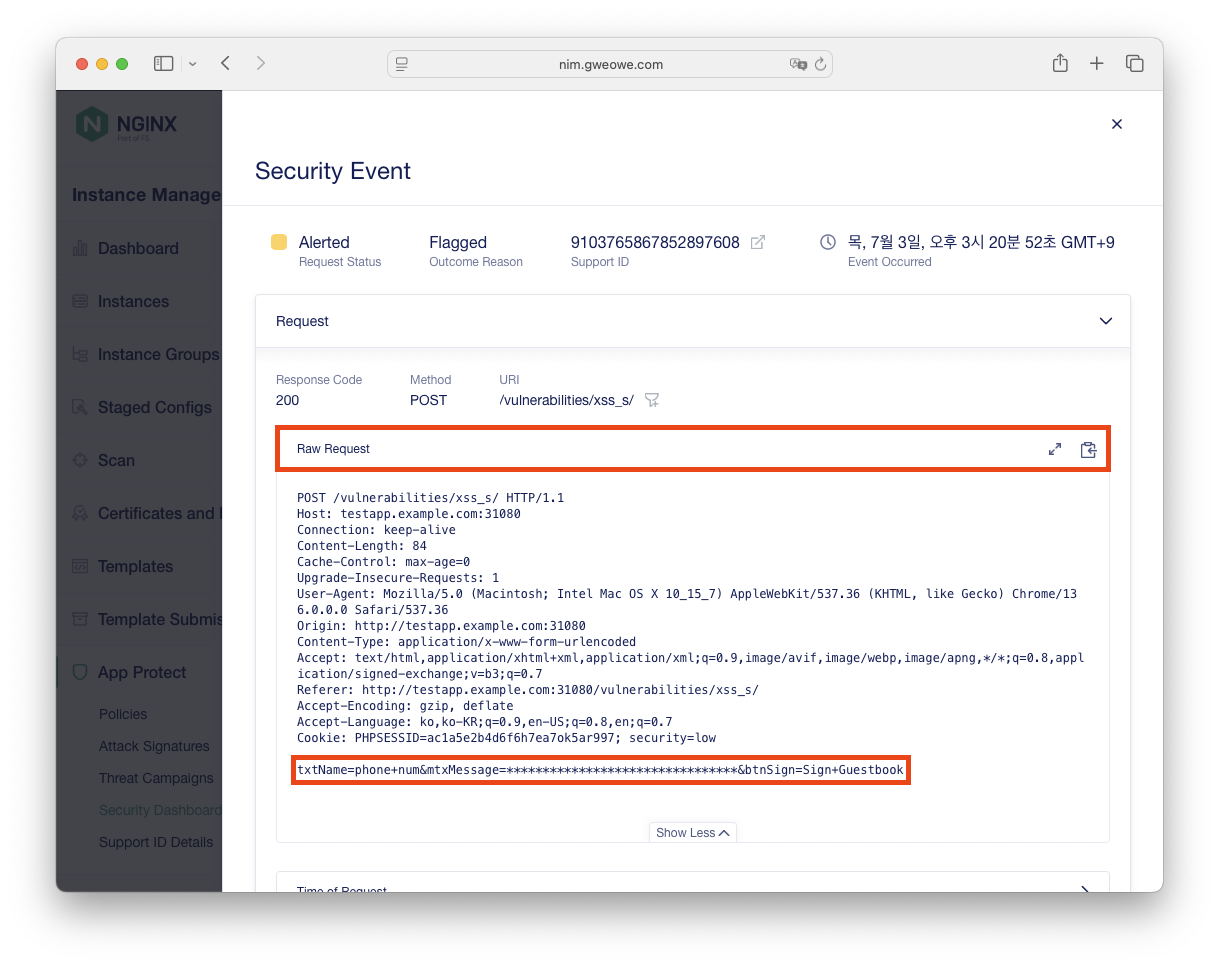 nim.gweowe.com
NGINX
Part of F5
Instance Manage
Dashboard
Instances
Instance Groups
Staged Configs
Scan
Certificates and
Templates
Template Submis
App Protect
Policies
Attack Signatures
Threat Campaigns
Security Dashboard
Support ID Details
Security Event
Alerted
Request Status
Flagged
Outcome Reason
9103765867852897608
Support ID
목, 7월 3일, 오후 3시 20분 52초 GMT+9
Event Occurred
Request
Response Code
200
Method
POST
URI
/vulnerabilities/xss_s/
Raw Request
POST /vulnerabilities/xss_s/ HTTP/1.1
Host: testapp.example.com:31080
Connection: keep-alive
Content-Length: 84
Cache-Control: max-age=0
Upgrade-Insecure-Requests: 1
User-Agent: Mozilla/5.0 (Macintosh; Intel Mac OS X 10_15_7) AppleWebKit/537.36 (KHTML, like Gecko) Chrome/13
6.0.0.0 Safari/537.36
Origin: http://testapp.example.com:31080
Content-Type: application/x-www-form-urlencoded
Accept: text/html,application/xhtml+xml,application/xml;q=0.9,image/avif,image/webp,image/apng,*/*;q=0.8,appl
ication/signed-exchange;v=b3;q=0.7
Referer: http://testapp.example.com:31080/vulnerabilities/xss_s/
Accept-Encoding: gzip, deflate
Accept-Language: ko,ko-KR;q=0.9,en-US;q=0.8,en;q=0.7
Cookie: PHPSESSID=ac1a5e2b4d6f6h7ea7ok5ar997; security=low
txtName=phone+num&mtxMessage=********************************&btnSign=Sign+Guestbook
Show Less
Time of Request